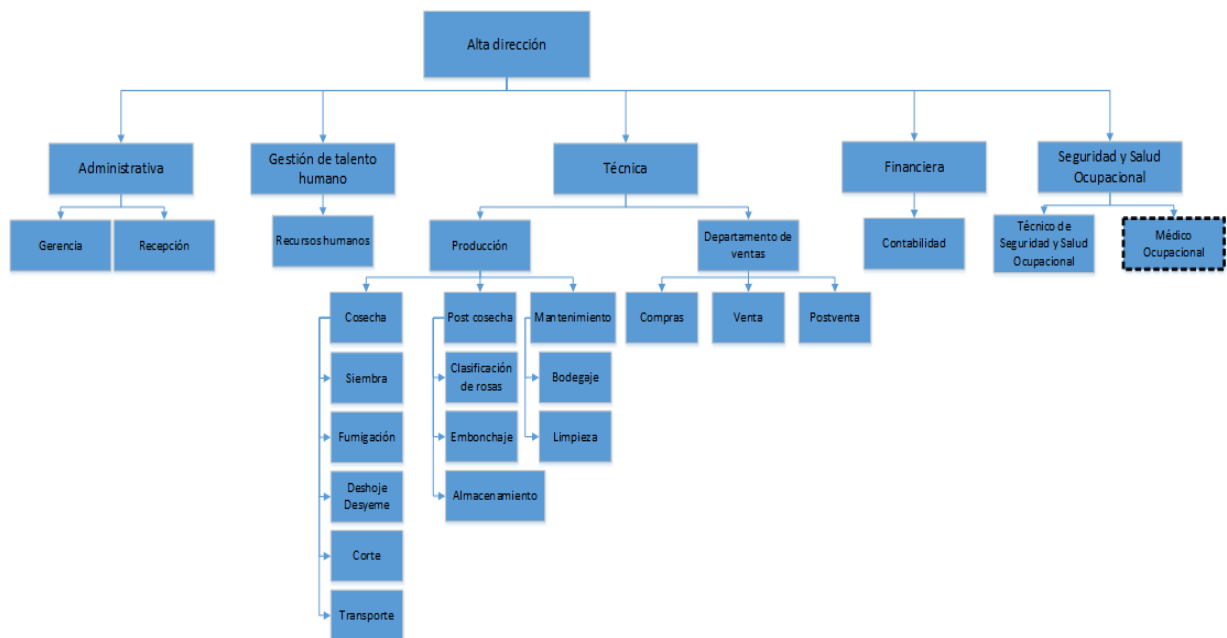 Alta dirección
Administrativa
Gestión de talento
humano
Técnica
Financiera
Seguridad y Salud
Ocupacional
Gerencia
Recepción
Recursos humanos
Producción
Departamento de
ventas
Contabilidad
Técnico de
Seguridad y Salud
Ocupacional
Médico
Ocupacional
Cosecha
Post cosecha
Mantenimiento
Compras
Venta
Postventa
Siembra
Clasificación
de rosas
Bodegaje
Fumigación
Embonchaje
Limpieza
Deshoje
Desyeme
Almacenamiento
Corte
Transporte